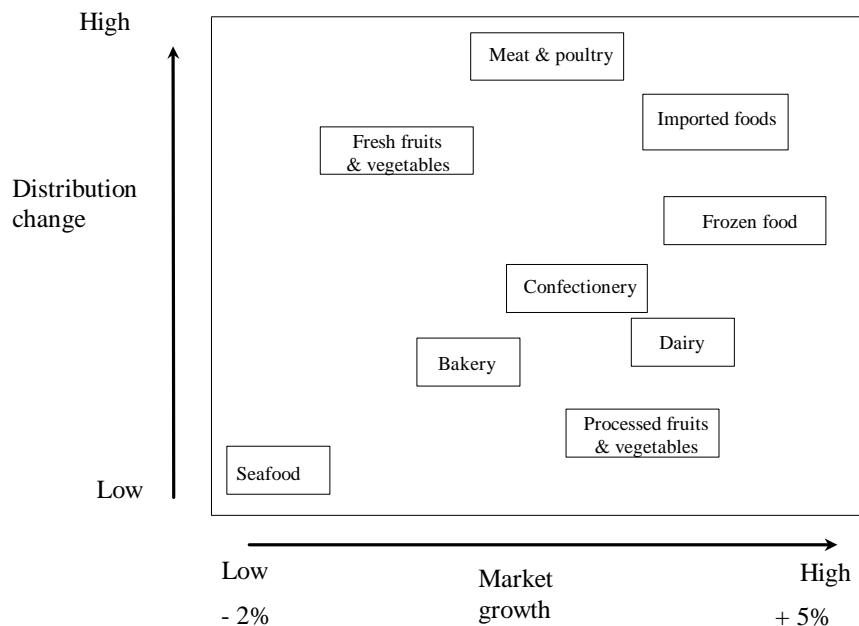 High
Meat & poultry
Imported foods
Fresh fruits
& vegetables
Distribution
change
Frozen food
Confectionery
Dairy
Bakery
Processed fruits
& vegetables
Seafood
Low
Low
Market
growth
High
- 2%
+ 5%